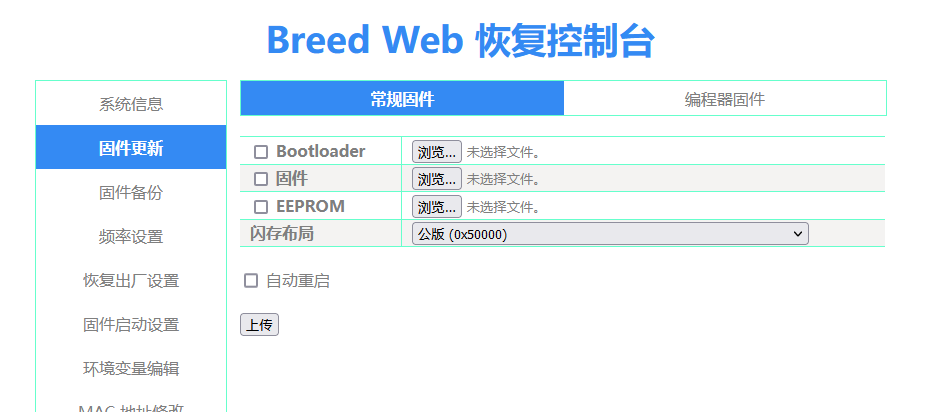 Breed Web 恢复控制台
系统信息
固件更新
固件备份
频率设置
恢复出厂设置
固件启动设置
环境变量编辑
MAC 地址修改
常规固件 编程器固件
Bootloader 浏览... 未选择文件。
固件 浏览... 未选择文件。
EEPROM 浏览... 未选择文件。
闪存布局 公版 (0x50000)
自动重启
上传